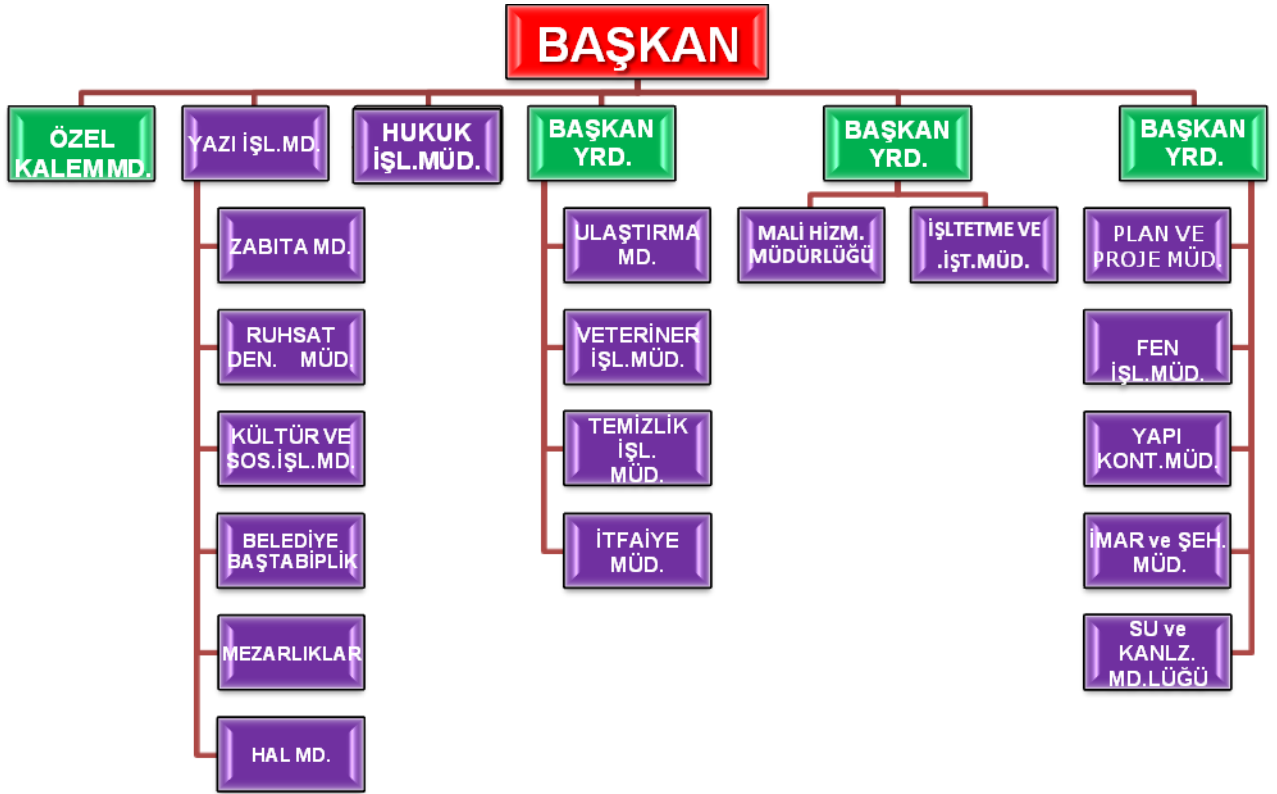 BAŞKAN
ÖZEL
KALEM MD.
YAZI İŞL.MD.
HUKUK
İŞL.MÜD.
BAŞKAN
YRD.
BAŞKAN
YRD.
BAŞKAN
YRD.
ZABITA MD.
RUHSAT
DEN. MÜD.
KÜLTÜR VE
SOS.İŞL.MD.
BELEDİYE
BAŞTABİPLİK
MEZARLIKLAR
HAL MD.
ULAŞTIRMA
MD.
VETERİNER
İŞL.MÜD.
TEMİZLİK
İŞL.
MÜD.
İTFAİYE
MÜD.
MALİ HİZM.
MÜDÜRLÜĞÜ
İŞLTETME VE
.İŞT.MÜD.
PLAN VE
PROJE MÜD.
FEN
İŞL.MÜD.
YAPI
KONT.MÜD.
İMAR ve ŞEH.
MÜD.
SU ve
KANLZ.
MD.LÜĞÜ